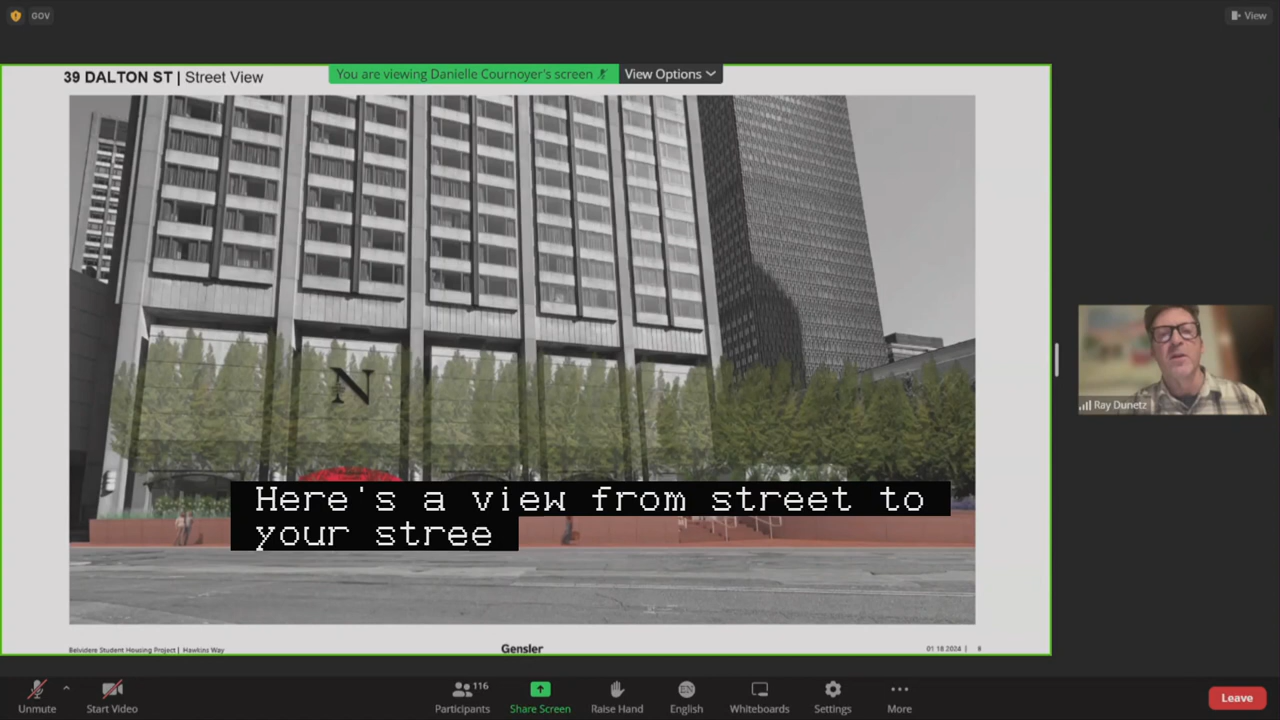 GOV
View
39 DALTON ST | Street View
You are viewing Danielle Cournoyer's screen
View Options
N
Ray Dunetz
Here's a view from street to
your stree
Belvidere Student Housing Project | Hawkins Way
Gensler
01 18 2024 | 9
Unmute
Start Video
116
Participants
Share Screen
Raise Hand
EN
English
Whiteboards
Settings
More
Leave